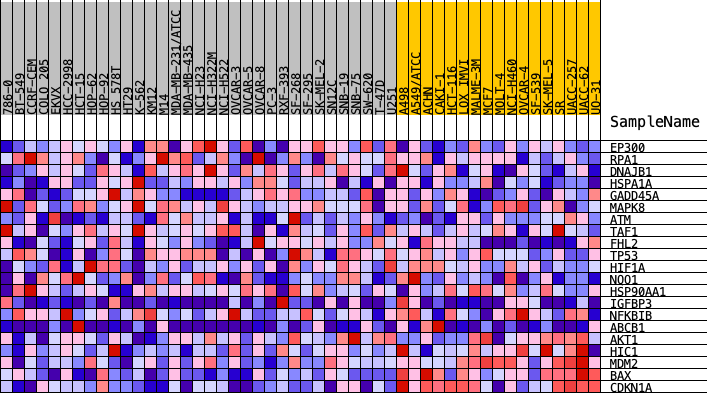 786-0
BT-549
CCRF-CEM
COLO 205
EKVX
HCC-2998
HCT-15
HOP-62
HOP-92
HS 578T
HT29
K-562
KM12
M14
MDA-MB-231/ATCC
MDA-MB-435
NCI-H23
NCI-H322M
NCI-H522
OVCAR-3
OVCAR-5
OVCAR-8
PC-3
RXF-393
SF-268
SF-295
SK-MEL-2
SN12C
SNB-19
SNB-75
SW-620
T-47D
U251
A498
A549/ATCC
ACHN
CAKI-1
HCT-116
LOX IMVI
MALME-3M
MCF7
MOLT-4
NCI-H460
OVCAR-4
SF-539
SK-MEL-5
SR
UACC-257
UACC-62
UO-31
SampleName
EP300
RPA1
DNAJB1
HSPA1A
GADD45A
MAPK8
ATM
TAF1
FHL2
TP53
HIF1A
NQO1
HSP90AA1
IGFBP3
NFKBIB
ABCB1
AKT1
HIC1
MDM2
BAX
CDKN1A